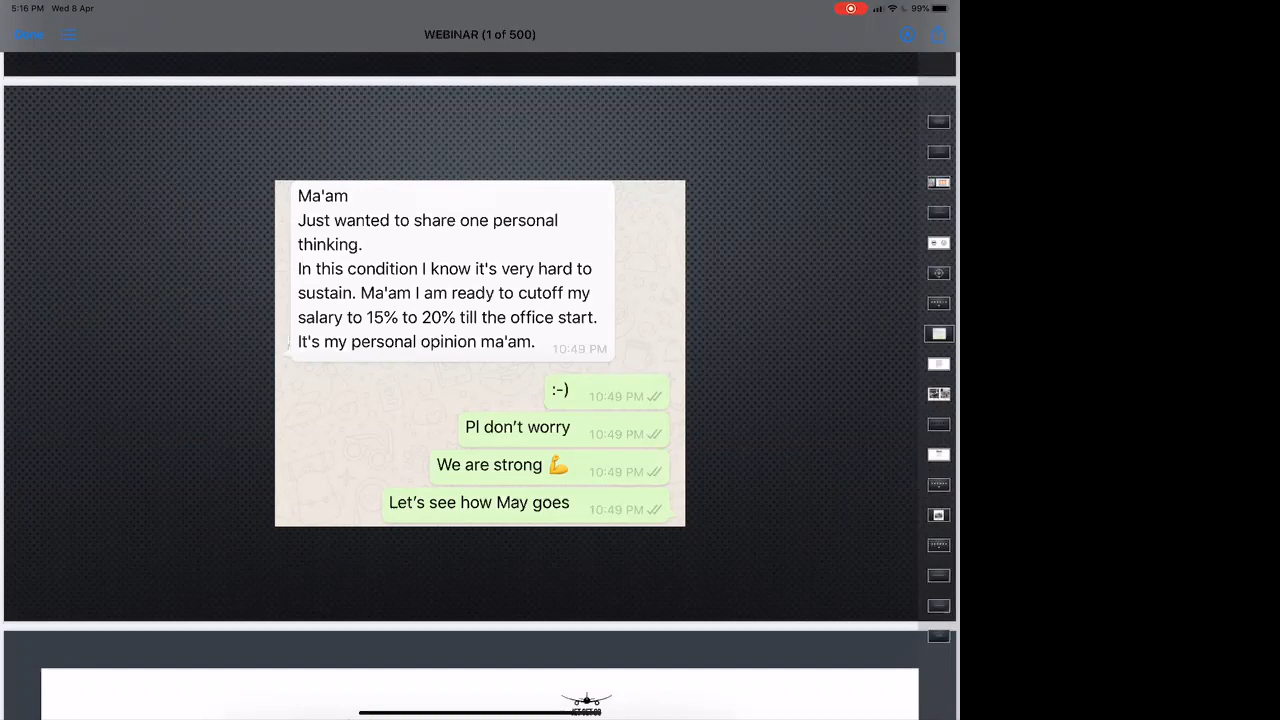 5:16 PM Wed 8 Apr
99%
Done
WEBINAR (1 of 500)
Ma'am
Just wanted to share one personal
thinking.
In this condition I know it's very hard to
sustain. Ma'am I am ready to cutoff my
salary to 15% to 20% till the office start.
It's my personal opinion ma'am.
10:49 PM
:-) 10:49 PM
Pl don’t worry 10:49 PM
We are strong 💪 10:49 PM
Let’s see how May goes 10:49 PM